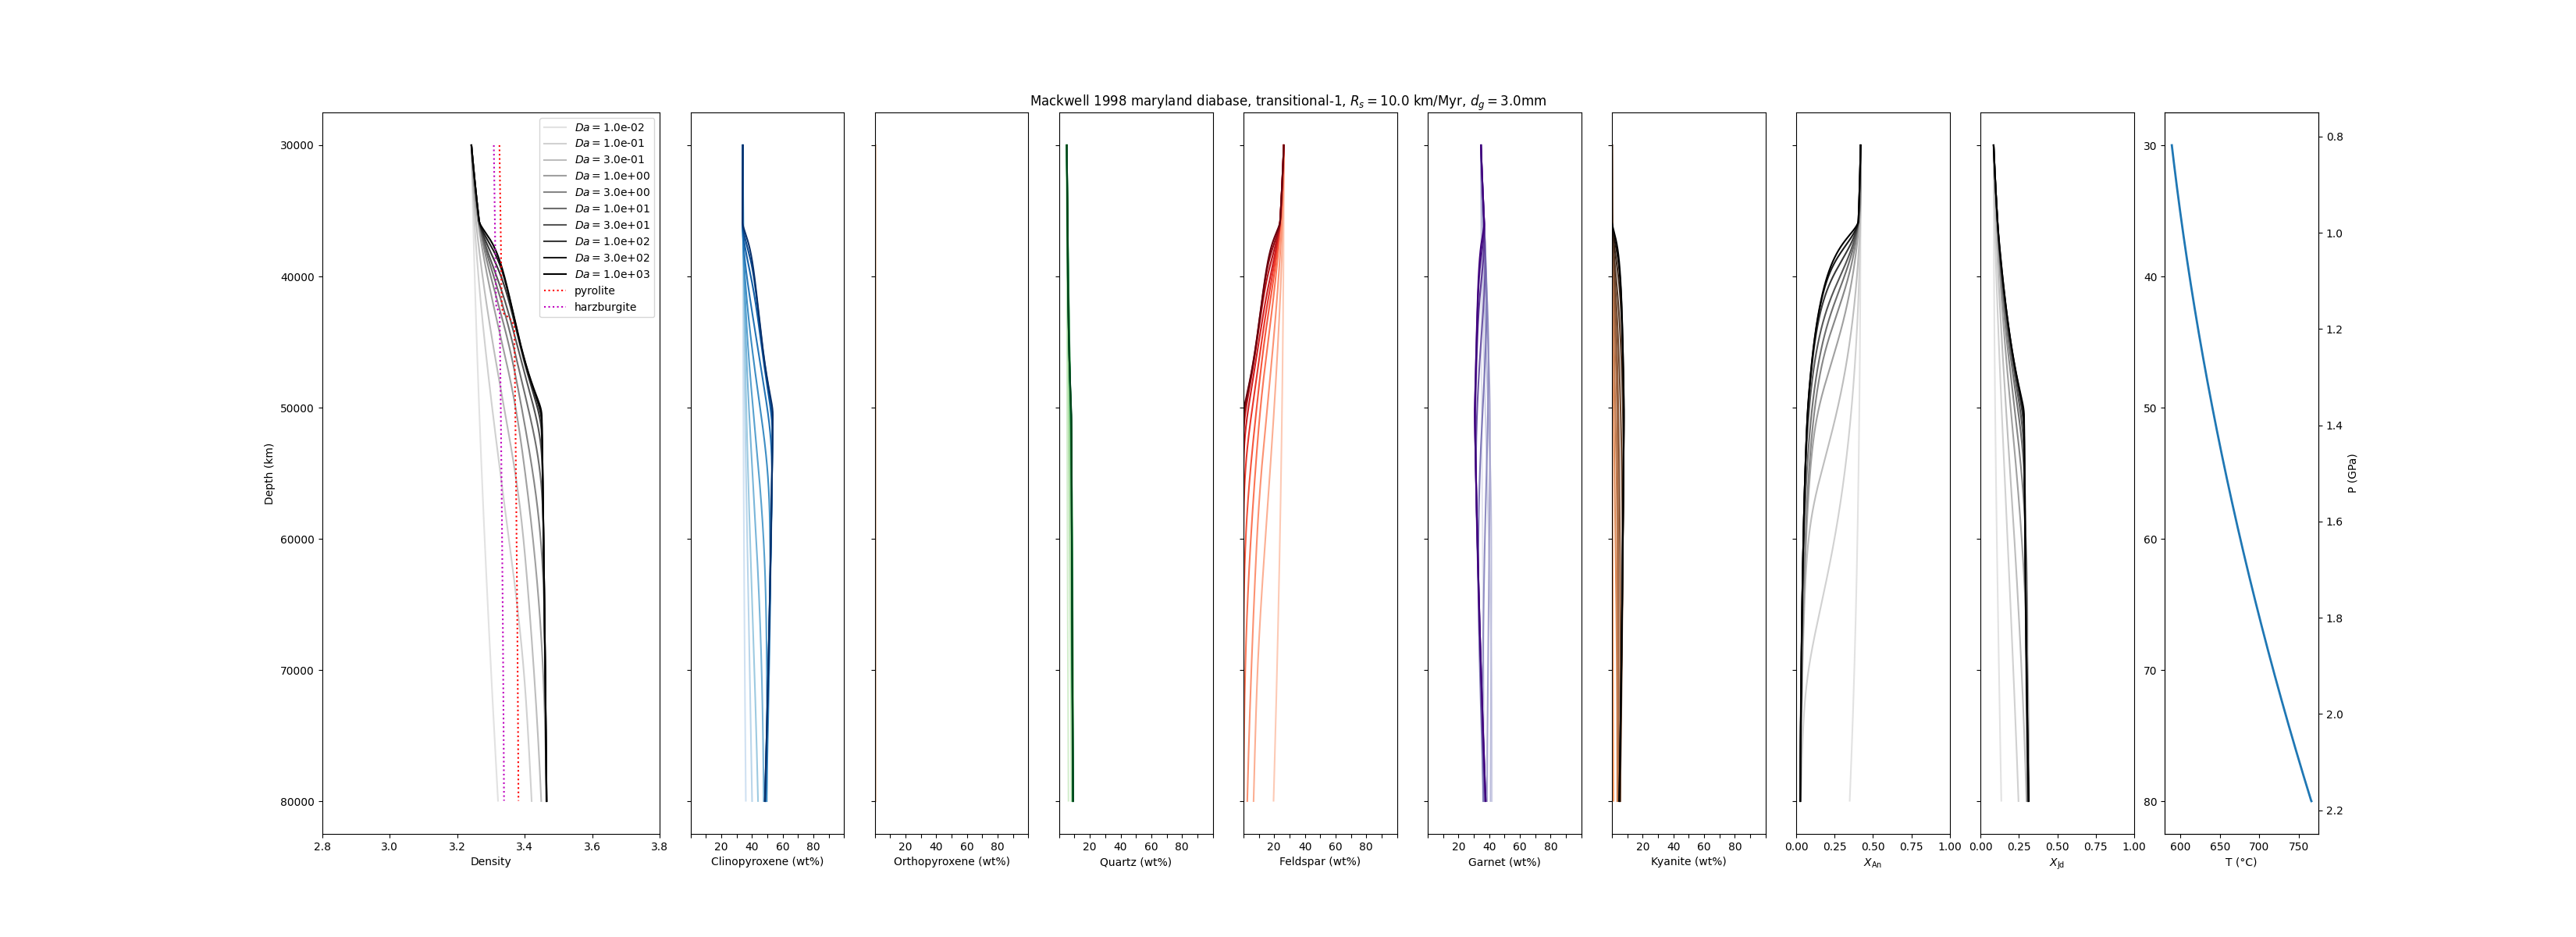 Mackwell 1998 maryland diabase, transitional-1, R_s = 10.0 km/Myr, d_g = 3.0mm
Da = 1.0e-02
Da = 1.0e-01
Da = 3.0e-01
Da = 1.0e+00
Da = 3.0e+00
Da = 1.0e+01
Da = 3.0e+01
Da = 1.0e+02
Da = 3.0e+02
Da = 1.0e+03
pyrolite
harzburgite
Depth (km)
30000
40000
50000
60000
70000
80000
2.8 3.0 3.2 3.4 3.6 3.8
Density
20 40 60 80
Clinopyroxene (wt%)
20 40 60 80
Orthopyroxene (wt%)
20 40 60 80
Quartz (wt%)
20 40 60 80
Feldspar (wt%)
20 40 60 80
Garnet (wt%)
20 40 60 80
Kyanite (wt%)
0.00 0.25 0.50 0.75 1.00
X_An
0.00 0.25 0.50 0.75 1.00
X_Jd
30
40
50
60
70
80
600 650 700 750
T (°C)
0.8
1.0
1.2
1.4
1.6
1.8
2.0
2.2
P (GPa)